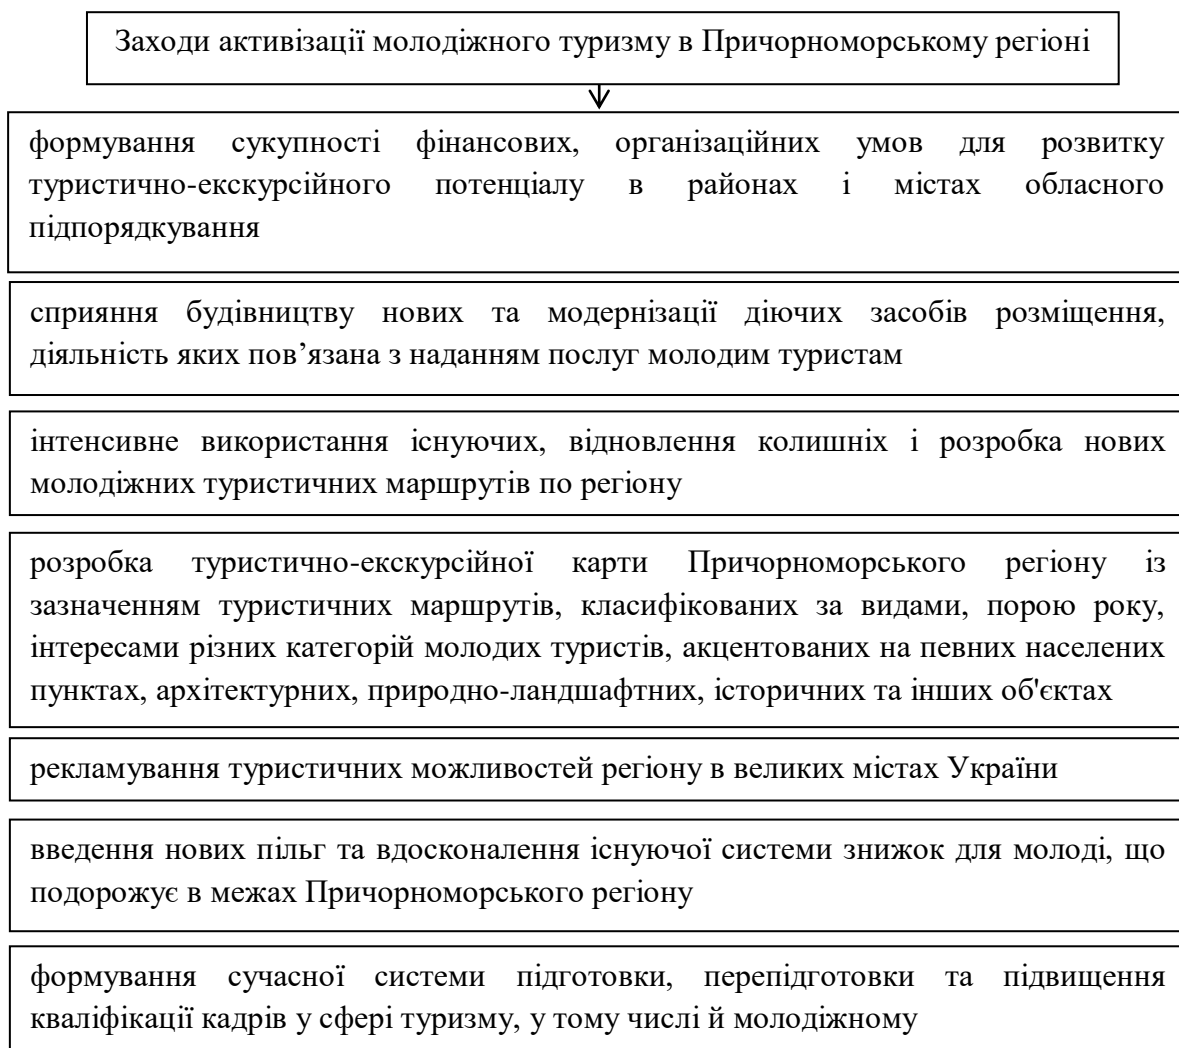 Заходи активізації молодіжного туризму в Причорноморському регіоні
формування сукупності фінансових, організаційних умов для розвитку
туристично-екскурсійного потенціалу в районах і містах обласного
підпорядкування
сприяння будівництву нових та модернізації діючих засобів розміщення,
діяльність яких пов’язана з наданням послуг молодим туристам
інтенсивне використання існуючих, відновлення колишніх і розробка нових
молодіжних туристичних маршрутів по регіону
розробка туристично-екскурсійної карти Причорноморського регіону із
зазначенням туристичних маршрутів, класифікованих за видами, порою року,
інтересами різних категорій молодих туристів, акцентованих на певних населених
пунктах, архітектурних, природно-ландшафтних, історичних та інших об'єктах
рекламування туристичних можливостей регіону в великих містах України
введення нових пільг та вдосконалення існуючої системи знижок для молоді, що
подорожує в межах Причорноморського регіону
формування сучасної системи підготовки, перепідготовки та підвищення
кваліфікації кадрів у сфері туризму, у тому числі й молодіжному